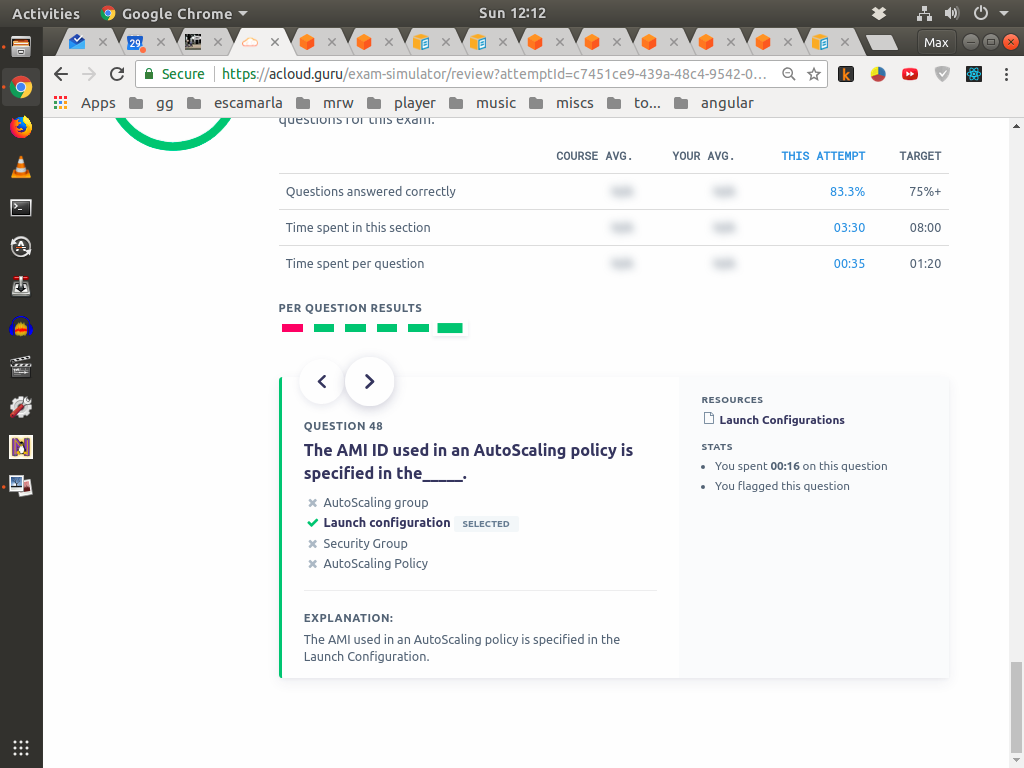 Activities Google Chrome Sun 12:12
29 Max
Secure https://acloud.guru/exam-simulator/review?attemptId=c7451ce9-439a-48c4-9542-0...
Apps gg escamarla mrw player music miscs to... angular
questions for this exam.
COURSE AVG. YOUR AVG. THIS ATTEMPT TARGET
Questions answered correctly 83.3% 75%+
Time spent in this section 03:30 08:00
Time spent per question 00:35 01:20
PER QUESTION RESULTS
QUESTION 48
The AMI ID used in an AutoScaling policy is
specified in the_____.
AutoScaling group
Launch configuration SELECTED
Security Group
AutoScaling Policy
EXPLANATION:
The AMI used in an AutoScaling policy is specified in the
Launch Configuration.
RESOURCES
Launch Configurations
STATS
You spent 00:16 on this question
You flagged this question